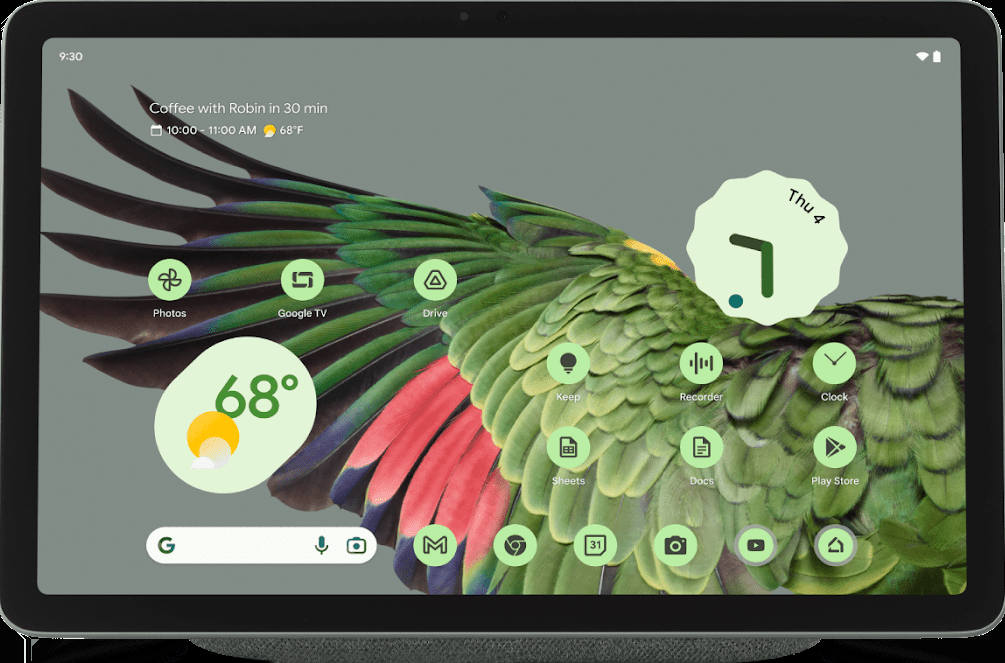 9:30
Coffee with Robin in 30 min
10:00 - 11:00 AM 68°F
Thu 4
Photos
Google TV
Drive
68°
Keep
Recorder
Clock
Sheets
Docs
Play Store
G
31